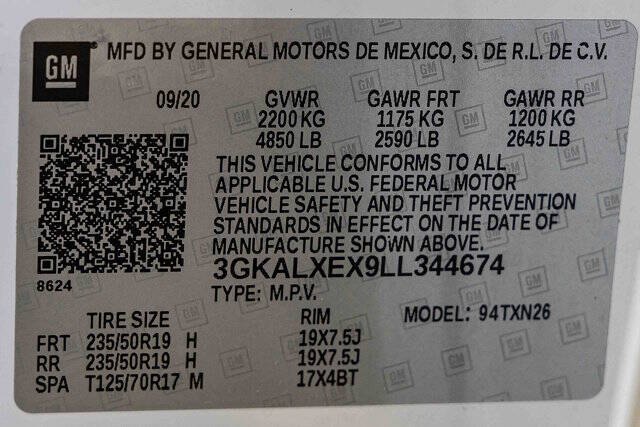 GM MFD BY GENERAL MOTORS DE MEXICO, S. DE R.L. DE C.V.
09/20 GVWR GAWR FRT GAWR RR
2200 KG 1175 KG 1200 KG
4850 LB 2590 LB 2645 LB
THIS VEHICLE CONFORMS TO ALL
APPLICABLE U.S. FEDERAL MOTOR
VEHICLE SAFETY AND THEFT PREVENTION
STANDARDS IN EFFECT ON THE DATE OF
MANUFACTURE SHOWN ABOVE.
3GKALXEX9LL344674
8624
TYPE: M.P.V.
MODEL: 94TXN26
TIRE SIZE RIM
FRT 235/50R19 H 19X7.5J
RR 235/50R19 H 19X7.5J
SPA T125/70R17 M 17X4BT